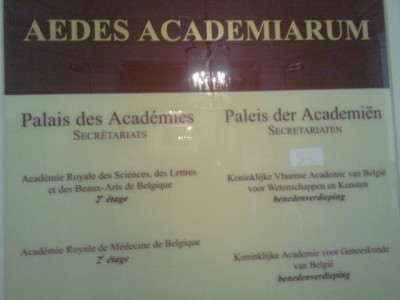 AEDES ACADEMIARUM
Palais des Académies
SECRÉTARIATS
Académie Royale des Sciences, des Lettres
et des Beaux-Arts de Belgique
2e étage
Académie Royale de Médecine de Belgique
2e étage
Paleis der Academiën
SECRETARIATEN
Koninklijke Vlaamse Academie van België
voor Wetenschappen en Kunsten
benedenverdieping
Koninklijke Academie voor Geneeskunde
van België
benedenverdieping